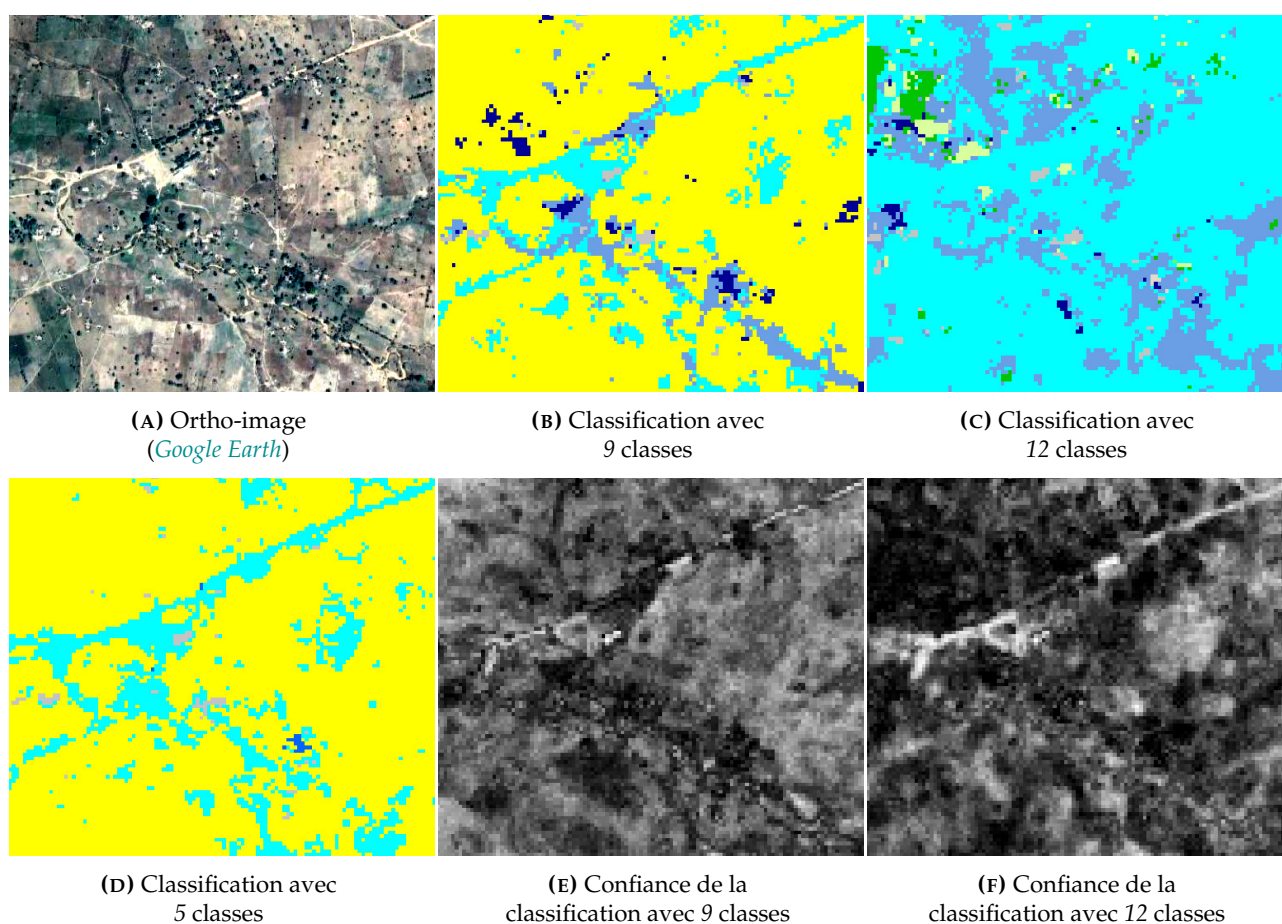 (A) Ortho-image
(Google Earth)
(B) Classification avec
9 classes
(C) Classification avec
12 classes
(D) Classification avec
5 classes
(E) Confiance de la
classification avec 9 classes
(F) Confiance de la
classification avec 12 classes